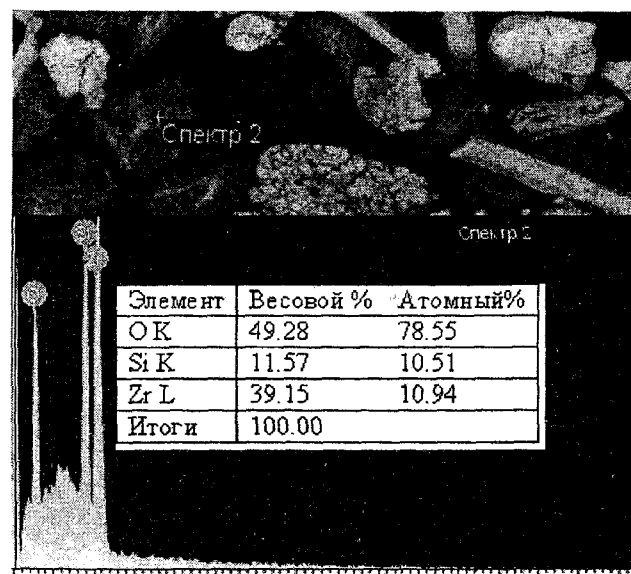 Спектр 2
Спектр 2
Элемент Весовой % Атомный%
O K 49.28 78.55
Si K 11.57 10.51
Zr L 39.15 10.94
Итоги 100.00